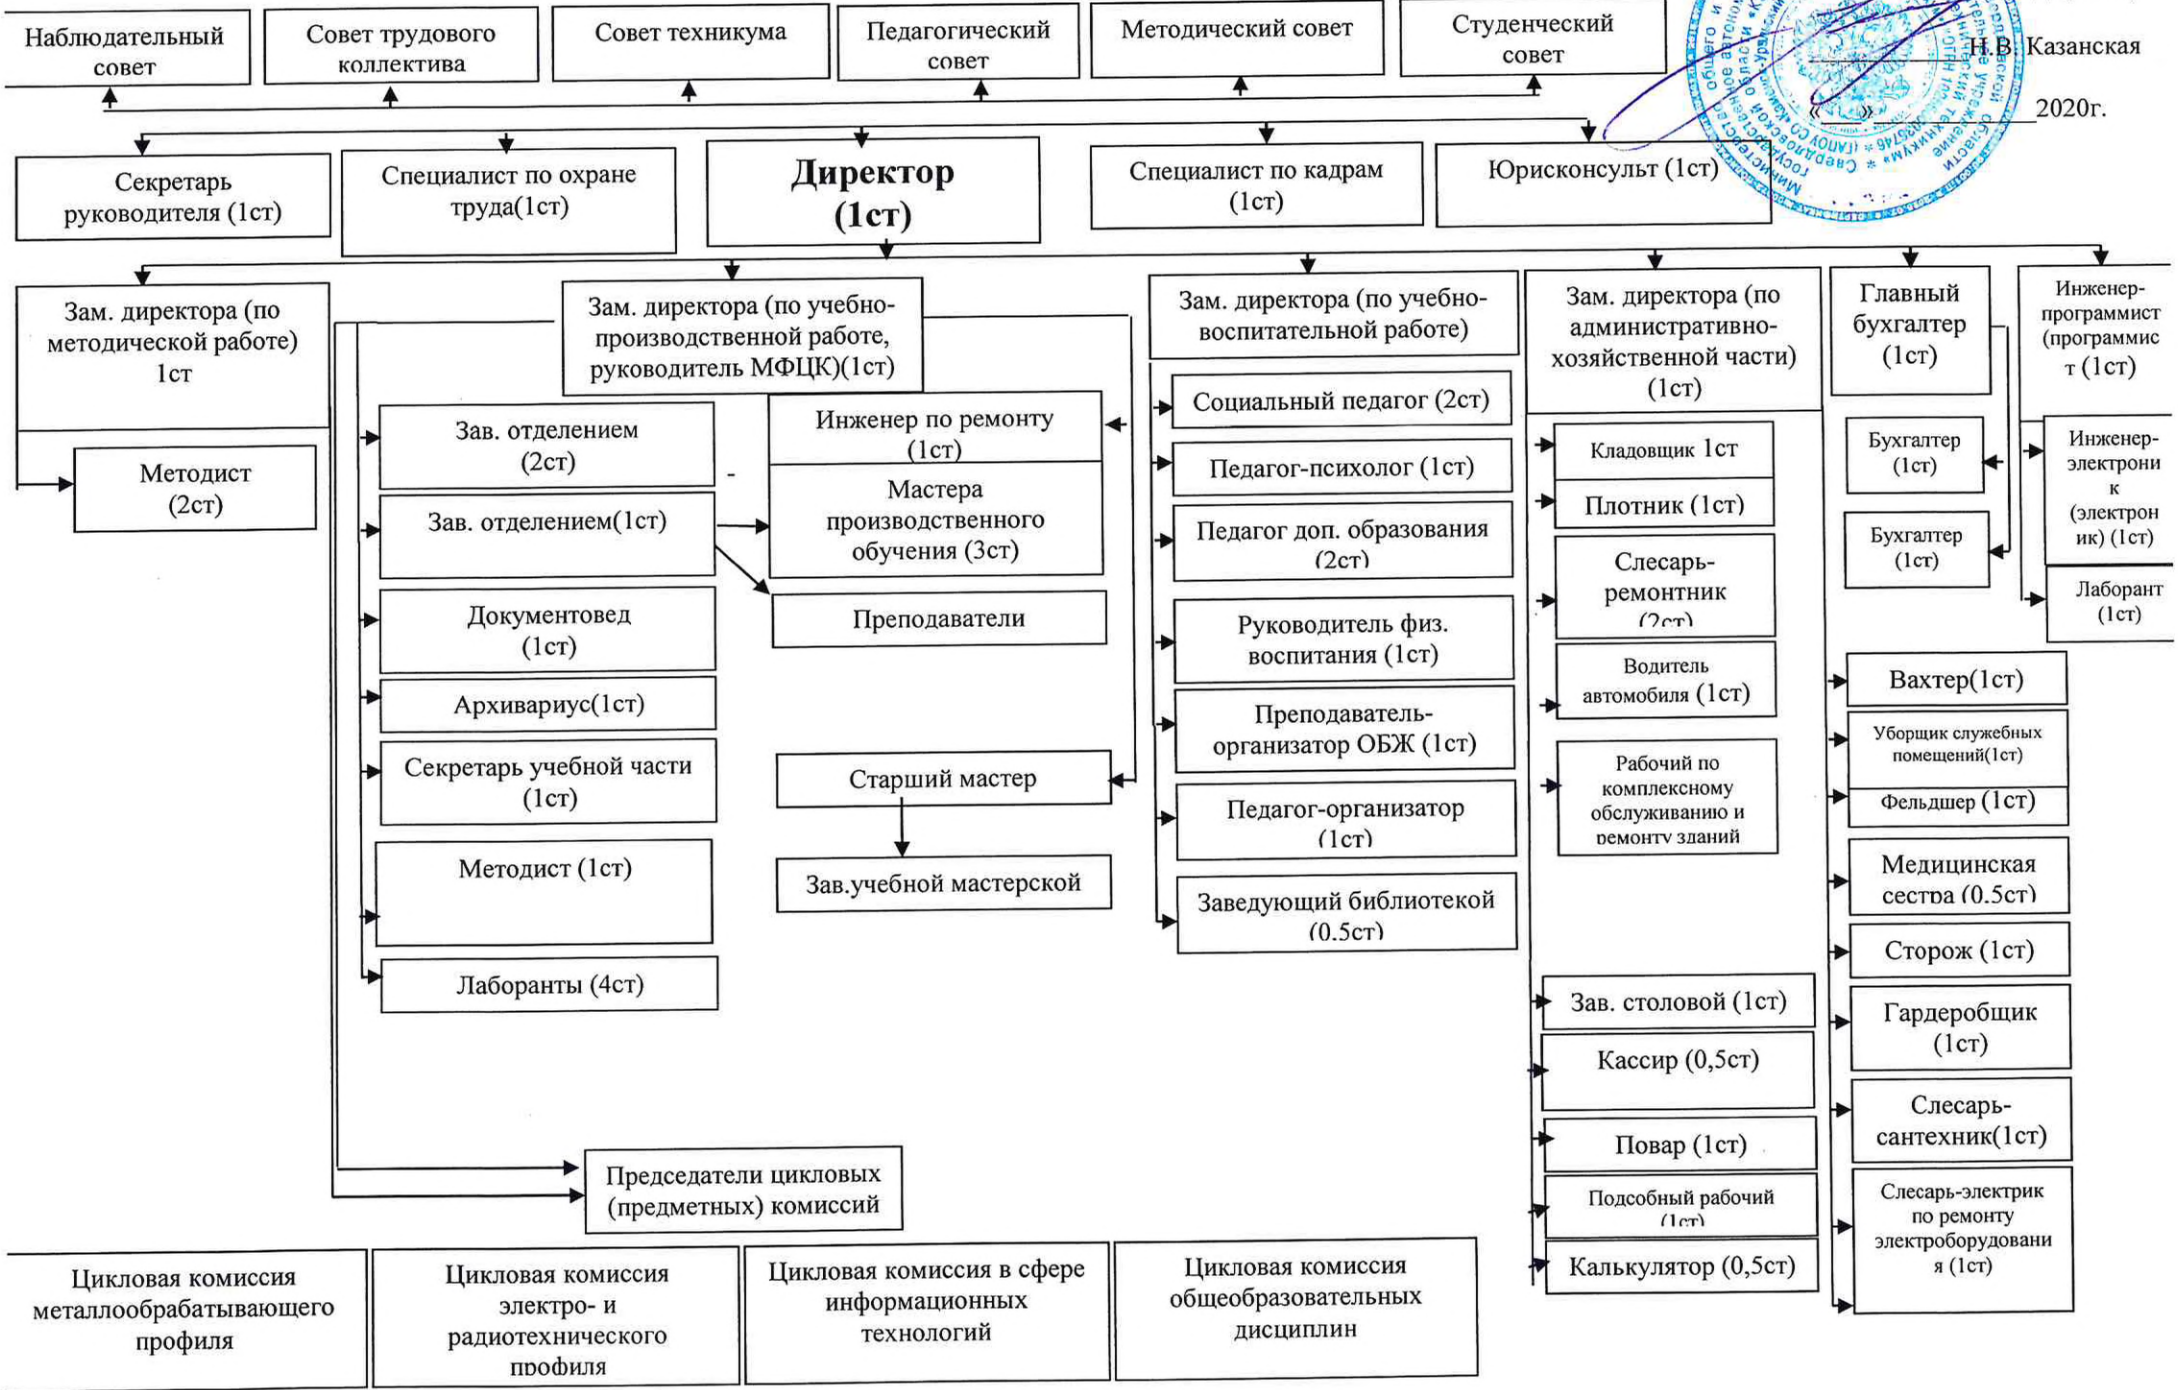 Наблюдательный
совет
Совет трудового
коллектива
Совет техникума
Педагогический
совет
Методический совет
Студенческий
совет
Н.В. Казанская
«___»____________2020г.
Секретарь
руководителя (1ст)
Специалист по охране
труда(1ст)
Директор
(1ст)
Специалист по кадрам
(1ст)
Юрисконсульт (1ст)
Зам. директора (по
методической работе)
1ст
Методист
(2ст)
Зам. директора (по учебно-
производственной работе,
руководитель МФЦК)(1ст)
Зав. отделением
(2ст)
Зав. отделением(1ст)
Документовед
(1ст)
Архивариус(1ст)
Секретарь учебной части
(1ст)
Методист (1ст)
Лаборанты (4ст)
Инженер по ремонту
(1ст)
-
Мастера
производственного
обучения (3ст)
Преподаватели
Старший мастер
Зав.учебной мастерской
Председатели цикловых
(предметных) комиссий
Зам. директора (по учебно-
воспитательной работе)
Социальный педагог (2ст)
Педагог-психолог (1ст)
Педагог доп. образования
(2ст)
Руководитель физ.
воспитания (1ст)
Преподаватель-
организатор ОБЖ (1ст)
Педагог-организатор
(1ст)
Заведующий библиотекой
(0.5ст)
Зам. директора (по
административно-
хозяйственной части)
(1ст)
Кладовщик 1ст
Плотник (1ст)
Слесарь-
ремонтник
(2ст)
Водитель
автомобиля (1ст)
Рабочий по
комплексному
обслуживанию и
ремонту зданий
Зав. столовой (1ст)
Кассир (0,5ст)
Повар (1ст)
Подсобный рабочий
(1ст)
Калькулятор (0,5ст)
Главный
бухгалтер
(1ст)
Бухгалтер
(1ст)
Бухгалтер
(1ст)
Инженер-
программист
(программис
т (1ст)
Инженер-
электрони
к
(электрон
ик) (1ст)
Лаборант
(1ст)
Вахтер(1ст)
Уборщик служебных
помещений(1ст)
Фельдшер (1ст)
Медицинская
сестра (0.5ст)
Сторож (1ст)
Гардеробщик
(1ст)
Слесарь-
сантехник(1ст)
Слесарь-электрик
по ремонту
электроборудовани
я (1ст)
Цикловая комиссия
металлообрабатывающего
профиля
Цикловая комиссия
электро- и
радиотехнического
профиля
Цикловая комиссия в сфере
информационных
технологий
Цикловая комиссия
общеобразовательных
дисциплин